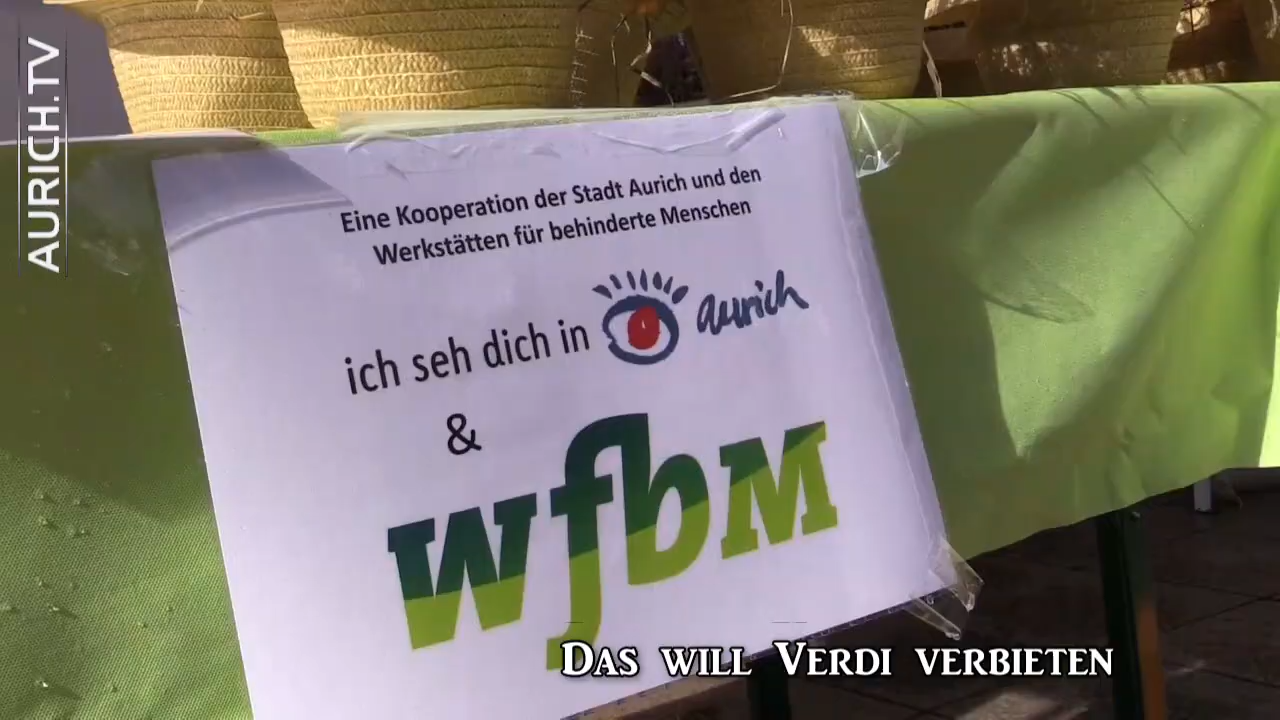 AURICH.TV
Eine Kooperation der Stadt Aurich und den
Werkstätten für behinderte Menschen
ich seh dich in aurich
&
wfbm
Das will Verdi verbieten